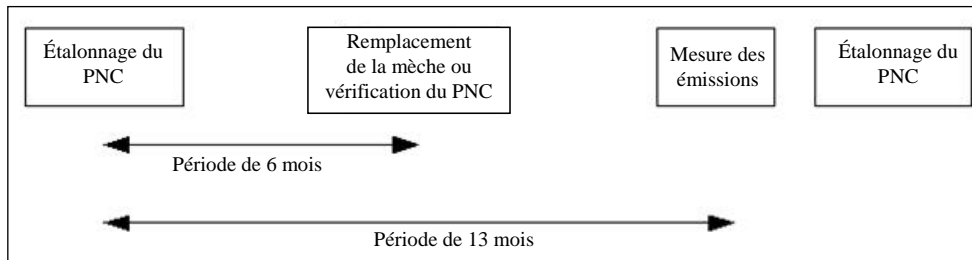 Étalonnage du
PNC
Remplacement
de la mèche ou
vérification du PNC
Mesure des
émissions
Étalonnage du
PNC
Période de 6 mois
Période de 13 mois